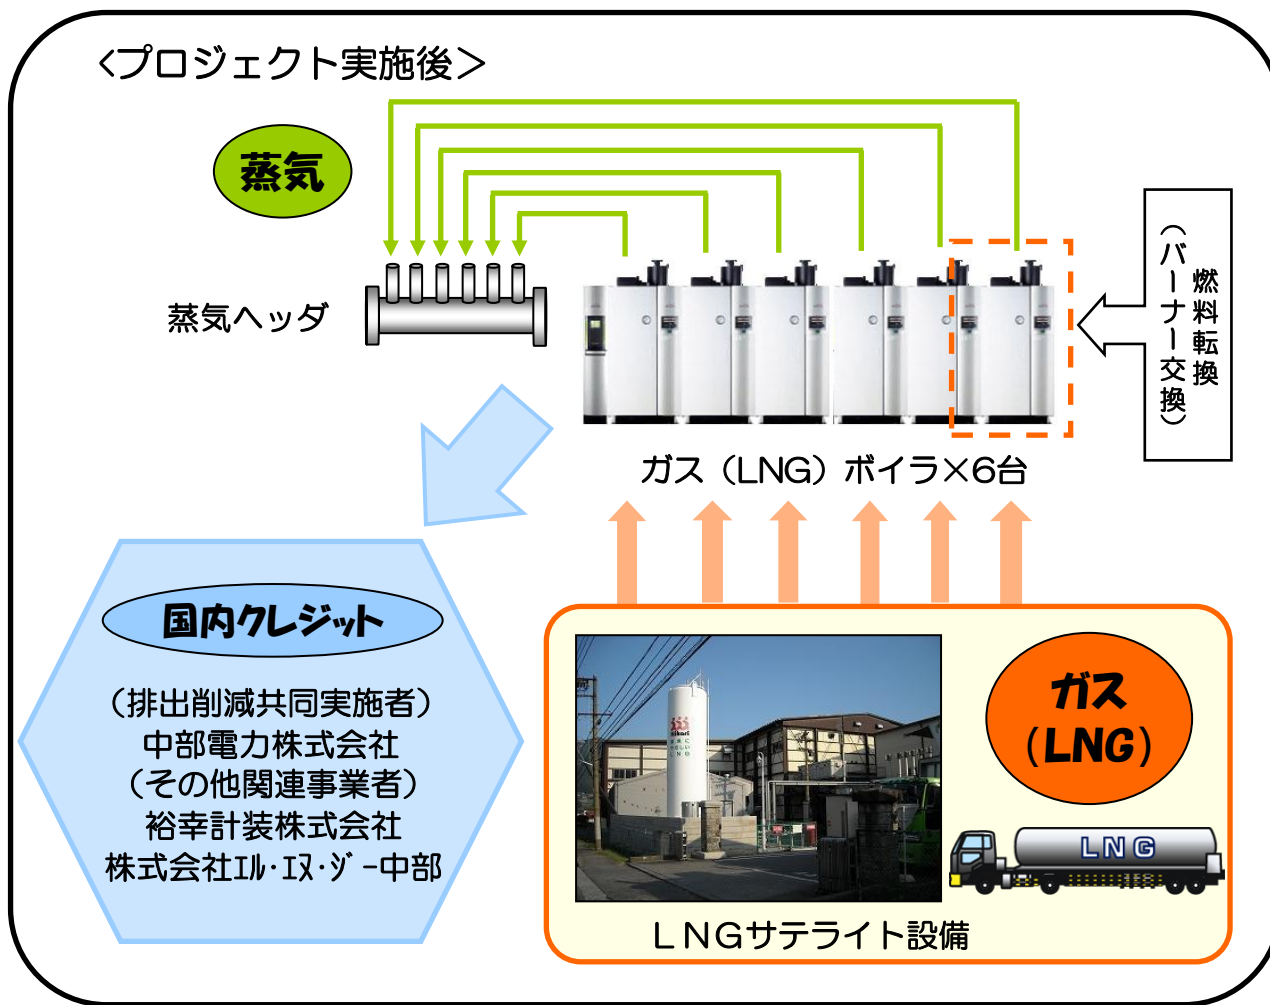 <プロジェクト実施後>
蒸気
蒸気ヘッダ
燃料転換
（バーナー交換）
ガス（LNG）ボイラ×6台
国内クレジット
（排出削減共同実施者）
中部電力株式会社
（その他関連事業者）
裕幸計装株式会社
株式会社ｴﾙ・ｴﾇ・ｼﾞｰ中部
ガス
(LNG)
LNG
LNGサテライト設備